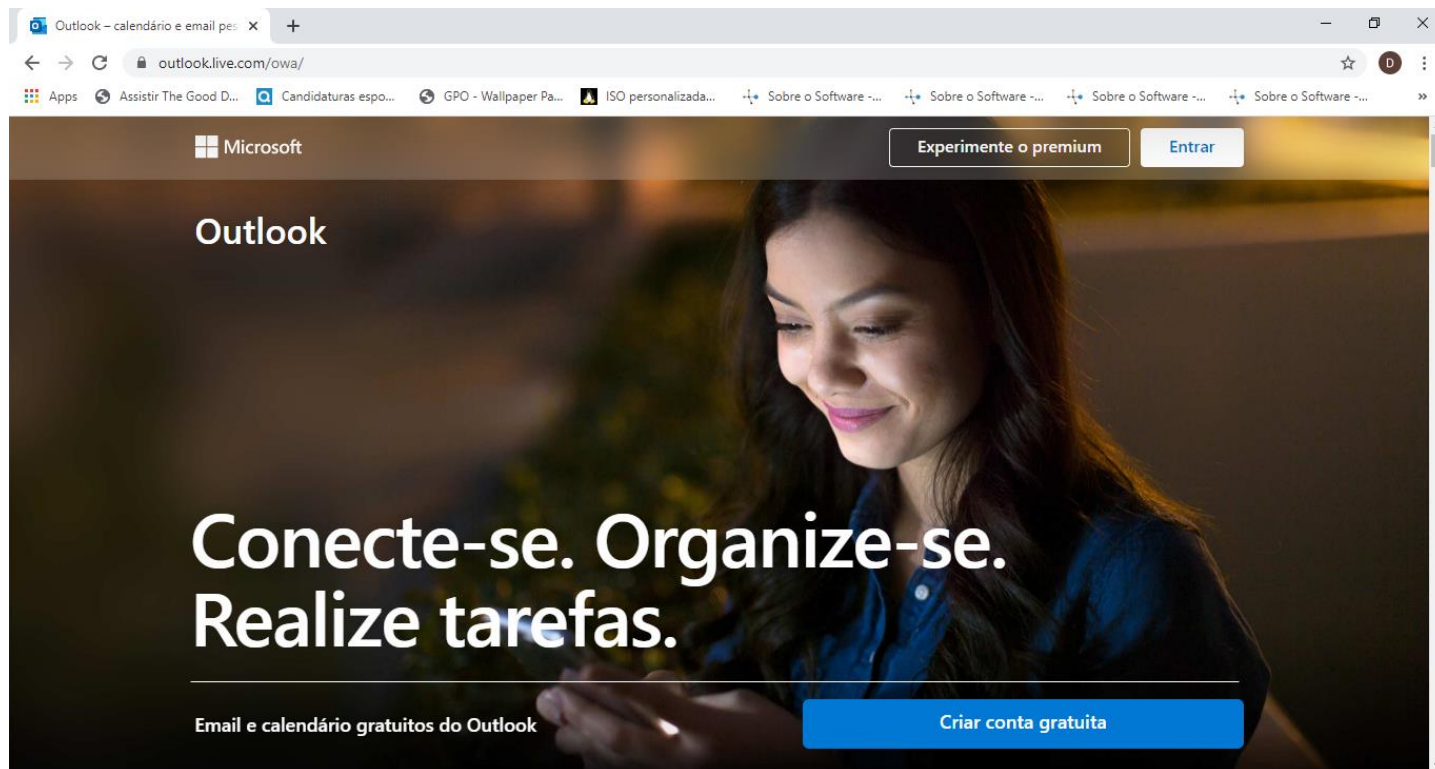 Outlook – calendário e email pes
outlook.live.com/owa/
D
Apps
Assistir The Good D...
Candidaturas espo...
GPO - Wallpaper Pa...
ISO personalizada...
Sobre o Software -...
Sobre o Software -...
Sobre o Software -...
Sobre o Software -...
Microsoft
Experimente o premium
Entrar
Outlook
Conecte-se. Organize-se.
Realize tarefas.
Email e calendário gratuitos do Outlook
Criar conta gratuita